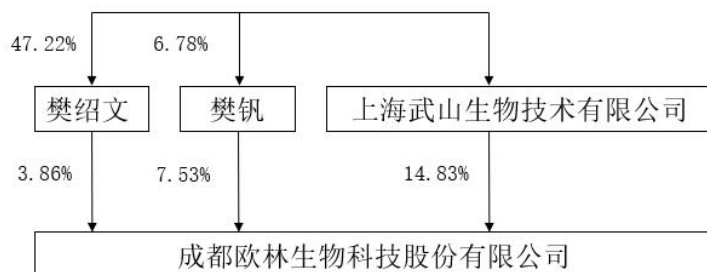 47.22% 6.78%
樊绍文 樊钒 上海武山生物技术有限公司
3.86% 7.53% 14.83%
成都欧林生物科技股份有限公司